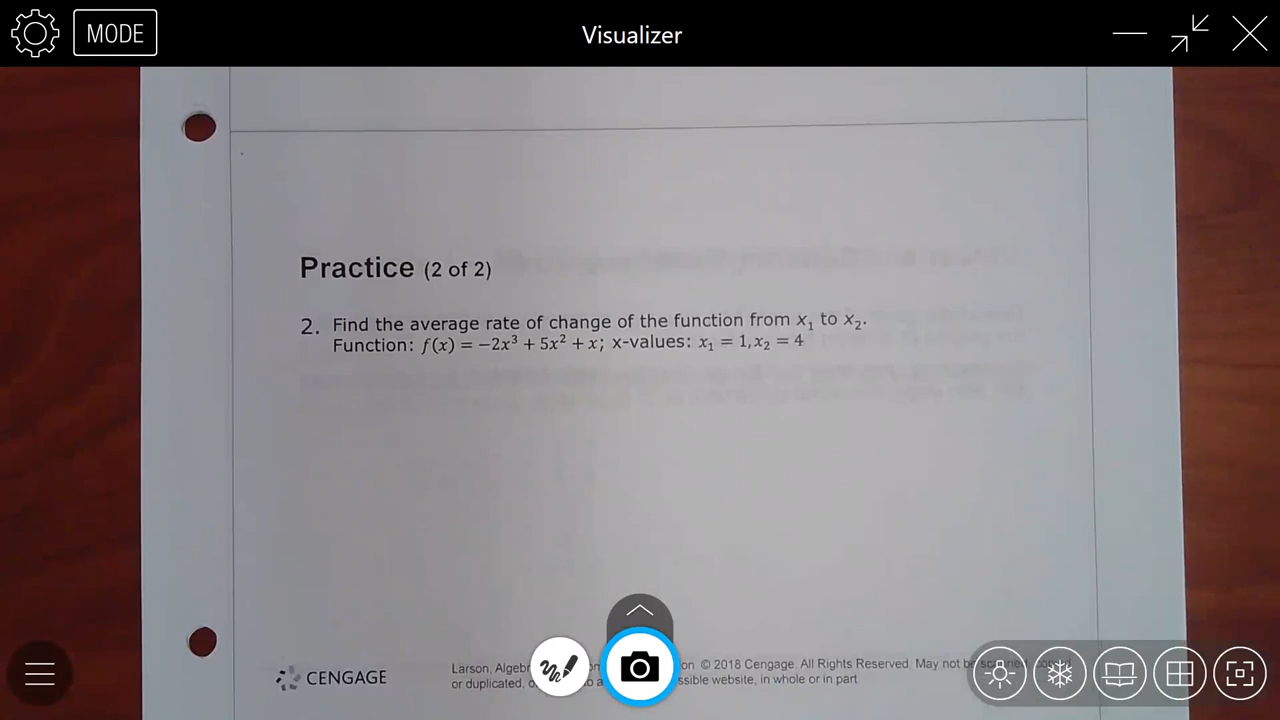 MODE
Visualizer
Practice (2 of 2)
2. Find the average rate of change of the function from x₁ to x₂.
Function: f(x) = −2x³ + 5x² + x; x-values: x₁ = 1, x₂ = 4
CENGAGE
Larson, Algebr on © 2018 Cengage. All Rights Reserved. May not be
or duplicated, o ssible website, in whole or in part